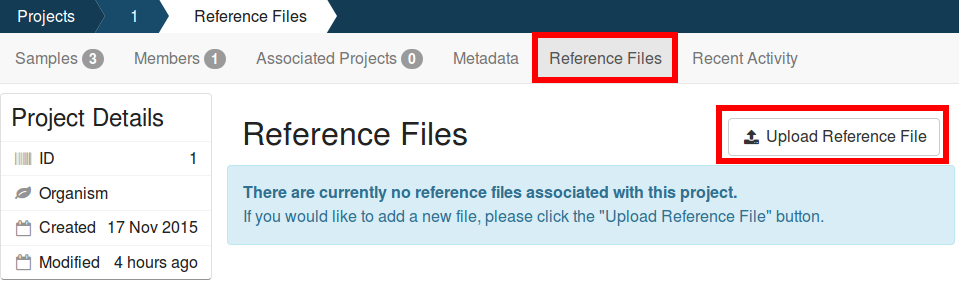 Projects 1 Reference Files
Samples 3 Members 1 Associated Projects 0 Metadata Reference Files Recent Activity
Project Details
ID 1
Organism
Created 17 Nov 2015
Modified 4 hours ago
Reference Files
Upload Reference File
There are currently no reference files associated with this project.
If you would like to add a new file, please click the "Upload Reference File" button.